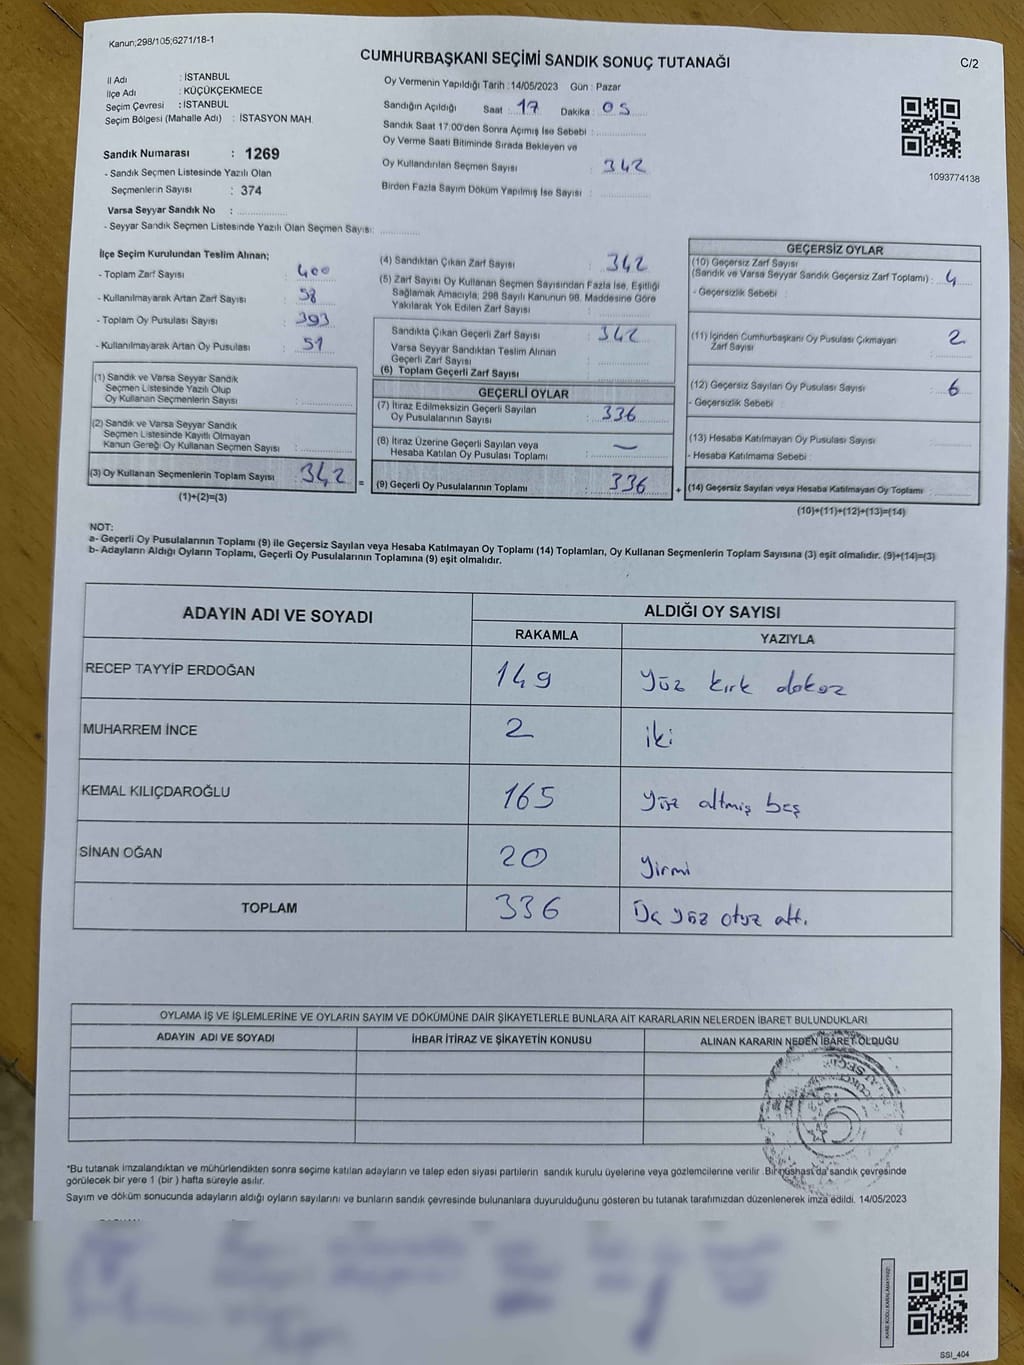 Kanun;298/105;6271/18-1
CUMHURBAŞKANI SEÇİMİ SANDIK SONUÇ TUTANAĞI
C/2
İl Adı : İSTANBUL
İlçe Adı : KÜÇÜKÇEKMECE
Seçim Çevresi : İSTANBUL
Seçim Bölgesi (Mahalle Adı) : İSTASYON MAH.
Sandık Numarası : 1269
- Sandık Seçmen Listesinde Yazılı Olan
Seçmenlerin Sayısı : 374
Varsa Seyyar Sandık No :
- Seyyar Sandık Seçmen Listesinde Yazılı Olan Seçmen Sayısı:
Oy Vermenin Yapıldığı Tarih : 14/05/2023 Gün : Pazar
Sandığın Açıldığı Saat : 17 Dakika : 05
Sandık Saat 17:00'den Sonra Açımış İse Sebebi :
Oy Verme Saati Bitiminde Sırada Bekleyen ve
Oy Kullandırılan Seçmen Sayısı 342
Birden Fazla Sayım Döküm Yapılmış İse Sayısı :
1093774138
İlçe Seçim Kurulundan Teslim Alınan;
- Toplam Zarf Sayısı : 400
- Kullanılmayarak Artan Zarf Sayısı : 58
- Toplam Oy Pusulası Sayısı : 393
- Kullanılmayarak Artan Oy Pusulası : 51
(1) Sandık ve Varsa Seyyar Sandık
Seçmen Listesinde Yazılı Olup
Oy Kullanan Seçmenlerin Sayısı :
(2) Sandık ve Varsa Seyyar Sandık
Seçmen Listesinde Kayıtlı Olmayan
Kanun Gereği Oy Kullanan Seçmen Sayısı :
(3) Oy Kullanan Seçmenlerin Toplam Sayısı : 342 =
(1)+(2)=(3)
(4) Sandıktan Çıkan Zarf Sayısı : 342
(5) Zarf Sayısı Oy Kullanan Seçmen Sayısından Fazla İse, Eşitliği
Sağlamak Amacıyla; 298 Sayılı Kanunun 98. Maddesine Göre
Yakılarak Yok Edilen Zarf Sayısı :
Sandıkta Çıkan Geçerli Zarf Sayısı : 342
Varsa Seyyar Sandıktan Teslim Alınan
Geçerli Zarf Sayısı :
(6) Toplam Geçerli Zarf Sayısı :
GEÇERLİ OYLAR
(7) İtiraz Edilmeksizin Geçerli Sayılan
Oy Pusulalarının Sayısı : 336
(8) İtiraz Üzerine Geçerli Sayılan veya
Hesaba Katılan Oy Pusulası Toplamı : —
(9) Geçerli Oy Pusulalarının Toplamı : 336 +
GEÇERSİZ OYLAR
(10) Geçersiz Zarf Sayısı
(Sandık ve Varsa Seyyar Sandık Geçersiz Zarf Toplamı) : 4
- Geçersizlik Sebebi :
(11) İçinden Cumhurbaşkanı Oy Pusulası Çıkmayan 2
Zarf Sayısı :
(12) Geçersiz Sayılan Oy Pusulası Sayısı : 6
- Geçersizlik Sebebi :
(13) Hesaba Katılmayan Oy Pusulası Sayısı :
- Hesaba Katılmama Sebebi :
(14) Geçersiz Sayılan veya Hesaba Katılmayan Oy Toplamı :
(10)+(11)+(12)+(13)=(14)
NOT:
a- Geçerli Oy Pusulalarının Toplamı (9) ile Geçersiz Sayılan veya Hesaba Katılmayan Oy Toplamı (14) Toplamları, Oy Kullanan Seçmenlerin Toplam Sayısına (3) eşit olmalıdır. (9)+(14)=(3)
b- Adayların Aldığı Oyların Toplamı, Geçerli Oy Pusulalarının Toplamına (9) eşit olmalıdır.
ADAYIN ADI VE SOYADI ALDIĞI OY SAYISI
RAKAMLA YAZIYLA
RECEP TAYYİP ERDOĞAN 149 yüz kırk dokuz
MUHARREM İNCE 2 iki
KEMAL KILIÇDAROĞLU 165 yüz altmış beş
SİNAN OĞAN 20 yirmi
TOPLAM 336 Üç yüz otuz altı
OYLAMA İŞ VE İŞLEMLERİNE VE OYLARIN SAYIM VE DÖKÜMÜNE DAİR ŞİKAYETLERLE BUNLARA AİT KARARLARIN NELERDEN İBARET BULUNDUKLARI
ADAYIN ADI VE SOYADI İHBAR İTİRAZ VE ŞİKAYETİN KONUSU ALINAN KARARIN NEDEN İBARET OLDUĞU
*Bu tutanak imzalandıktan ve mühürlendikten sonra seçime katılan adayların ve talep eden siyasi partilerin sandık kurulu üyelerine veya gözlemcilerine verilir. Bir nüshası da sandık çevresinde
görülecek bir yere 1 (bir ) hafta süreyle asılır.
Sayım ve döküm sonucunda adayların aldığı oyların sayılarını ve bunların sandık çevresinde bulunanlara duyurulduğunu gösteren bu tutanak tarafımızdan düzenlenerek imza edildi. 14/05/2023
SSI_404